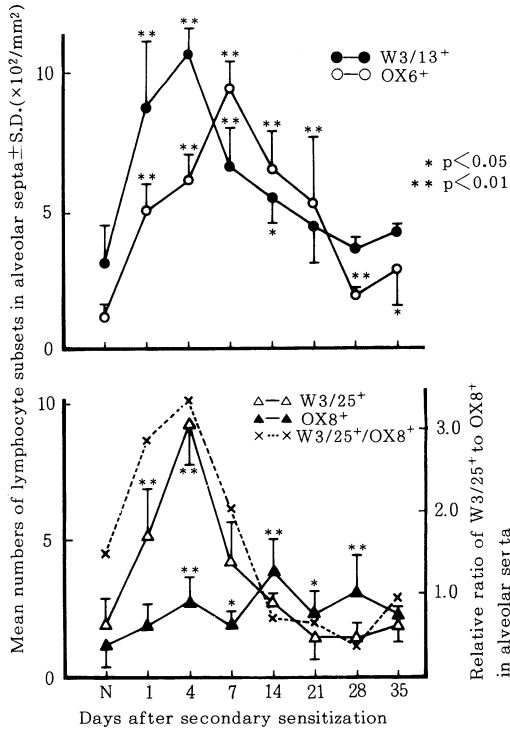 Mean numbers of lymphocyte subsets in alveolar septa±S.D.(×10²/mm²)
10
5
0
** ** ** ** ** ** ** ** * ** *
W3/13⁺
OX6⁺
* p<0.05
** p<0.01
10
5
0
** ** ** * ** * **
W3/25⁺
OX8⁺
W3/25⁺/OX8⁺
3.0
2.0
1.0
Relative ratio of W3/25⁺ to OX8⁺
in alveolar septa
N 1 4 7 14 21 28 35
Days after secondary sensitization